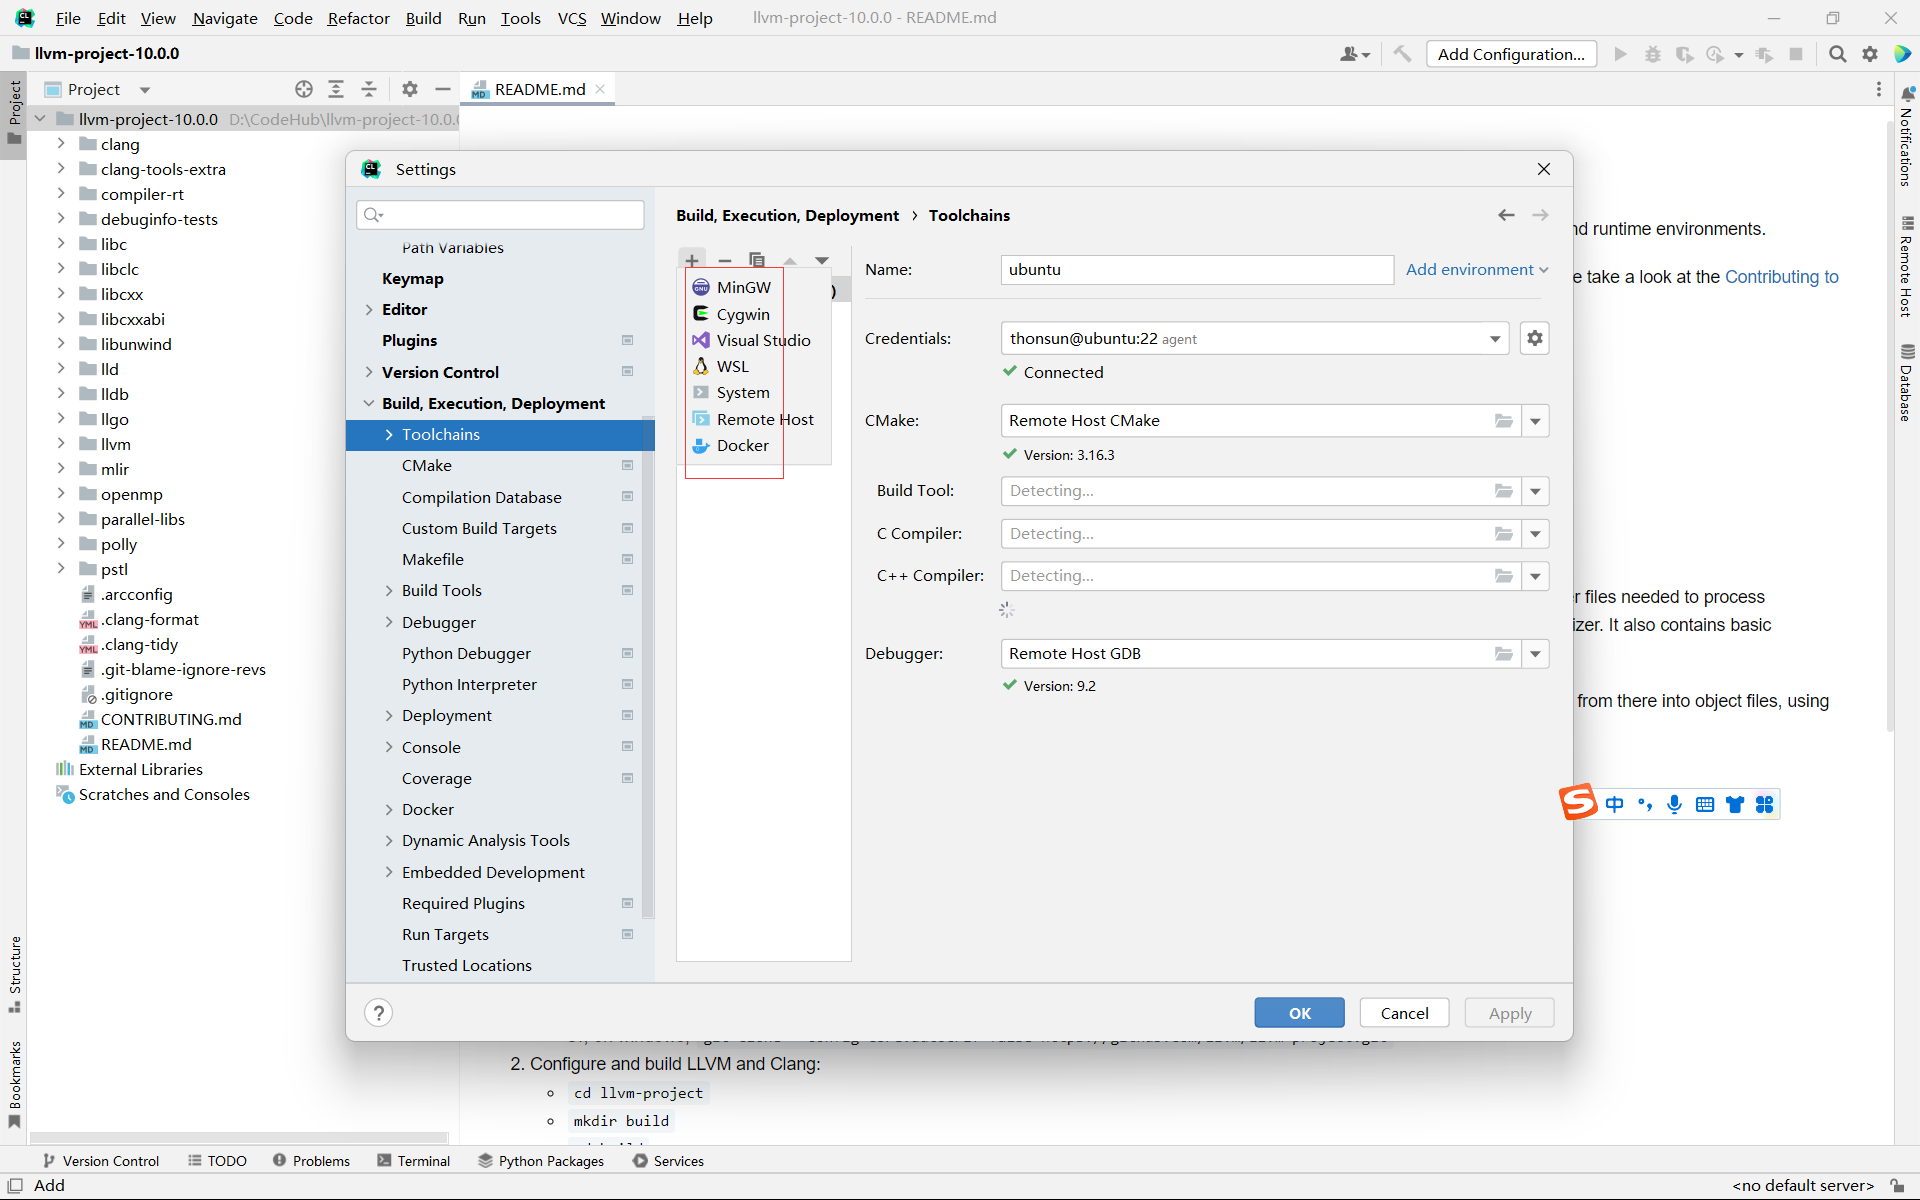 File Edit View Navigate Code Refactor Build Run Tools VCS Window Help llvm-project-10.0.0 - README.md
llvm-project-10.0.0
Add Configuration...
Project
Project
README.md
llvm-project-10.0.0 D:\CodeHub\llvm-project-10.0.
clang
clang-tools-extra
compiler-rt
debuginfo-tests
libc
libclc
libcxx
libcxxabi
libunwind
lld
lldb
llgo
llvm
mlir
openmp
parallel-libs
polly
pstl
.arcconfig
.clang-format
.clang-tidy
.git-blame-ignore-revs
.gitignore
CONTRIBUTING.md
README.md
External Libraries
Scratches and Consoles
Structure
Bookmarks
Settings
Path Variables
Keymap
Editor
Plugins
Version Control
Build, Execution, Deployment
Toolchains
CMake
Compilation Database
Custom Build Targets
Makefile
Build Tools
Debugger
Python Debugger
Python Interpreter
Deployment
Console
Coverage
Docker
Dynamic Analysis Tools
Embedded Development
Required Plugins
Run Targets
Trusted Locations
Build, Execution, Deployment › Toolchains
MinGW
Cygwin
Visual Studio
WSL
System
Remote Host
Docker
)
Name: ubuntu Add environment
Credentials: thonsun@ubuntu:22 agent
Connected
CMake: Remote Host CMake
Version: 3.16.3
Build Tool: Detecting...
C Compiler: Detecting...
C++ Compiler: Detecting...
Debugger: Remote Host GDB
Version: 9.2
? OK Cancel Apply
nd runtime environments.
e take a look at the Contributing to
r files needed to process
izer. It also contains basic
from there into object files, using
中
2. Configure and build LLVM and Clang:
cd llvm-project
mkdir build
Notifications
Remote Host
Database
Version Control TODO Problems Terminal Python Packages Services
Add
<no default server>